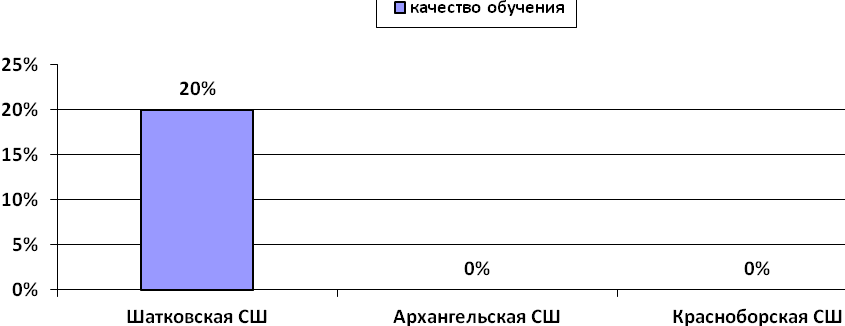 качество обучения
25%
20%
20%
15%
10%
5%
0%
0%
0%
Шатковская СШ
Архангельская СШ
Красноборская СШ